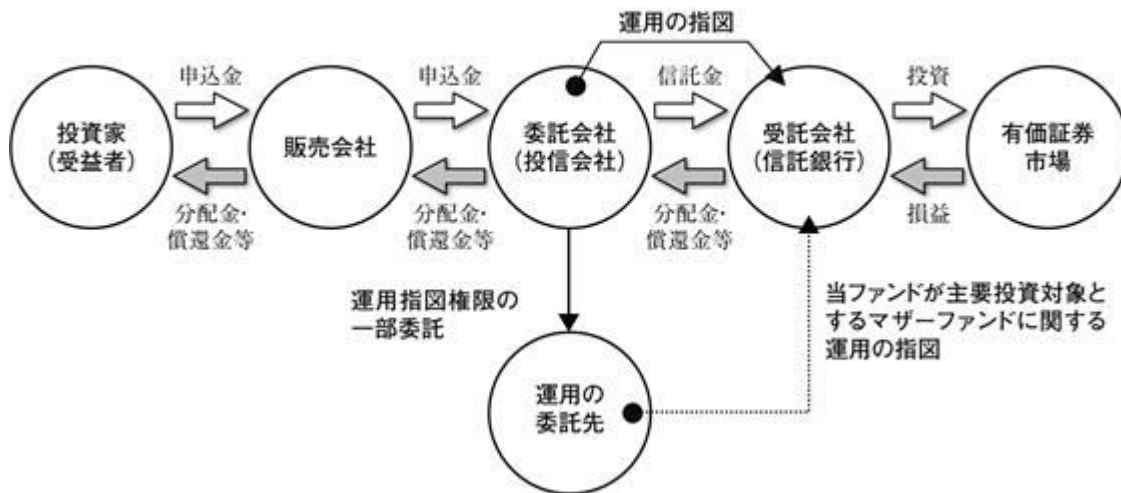 運用の指図
申込金
申込金
信託金
投資
投資家
(受益者)
販売会社
委託会社
(投信会社)
受託会社
(信託銀行)
有価証券
市場
分配金・
償還金等
分配金・
償還金等
分配金・
償還金等
損益
運用指図権限の
一部委託
当ファンドが主要投資対象と
するマザーファンドに関する
運用の指図
運用の
委託先